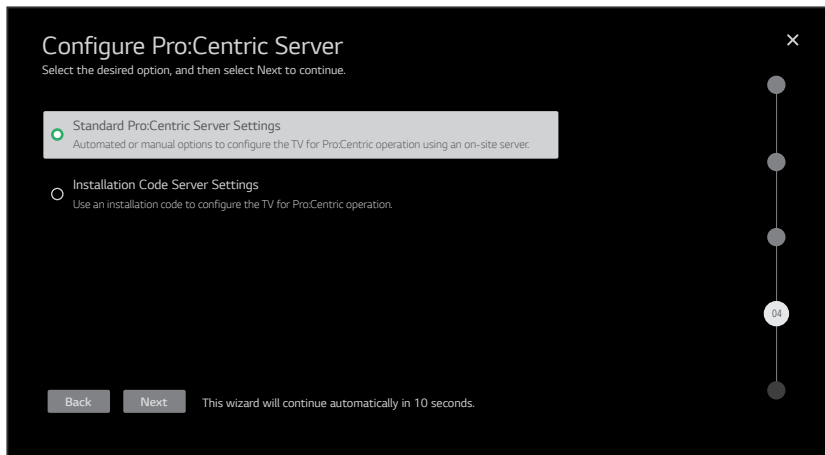 Configure Pro:Centric Server
Select the desired option, and then select Next to continue.
Standard Pro:Centric Server Settings
Automated or manual options to configure the TV for Pro:Centric operation using an on-site server.
Installation Code Server Settings
Use an installation code to configure the TV for Pro:Centric operation.
04
Back Next This wizard will continue automatically in 10 seconds.